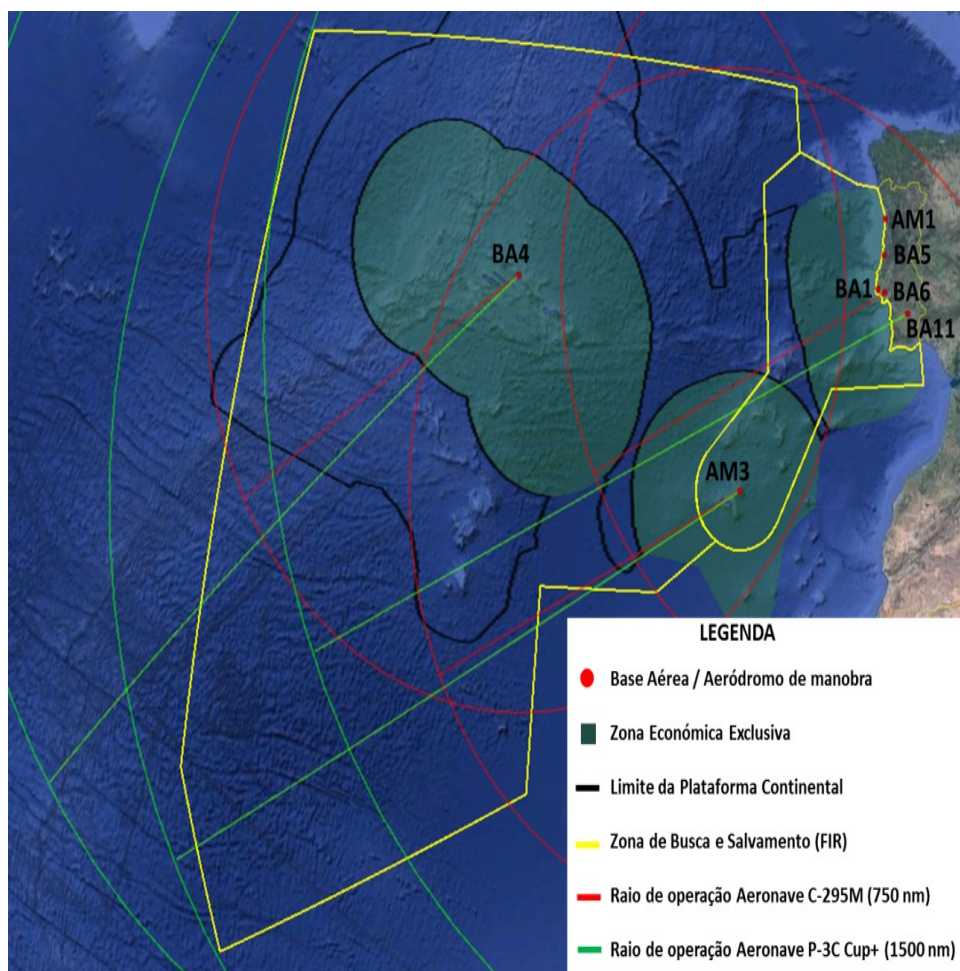 AM1
BA5
BA4
BA1
BA6
BA11
AM3
LEGENDA
Base Aérea / Aeródromo de manobra
Zona Económica Exclusiva
Limite da Plataforma Continental
Zona de Busca e Salvamento (FIR)
Raio de operação Aeronave C-295M (750 nm)
Raio de operação Aeronave P-3C Cup+ (1500 nm)